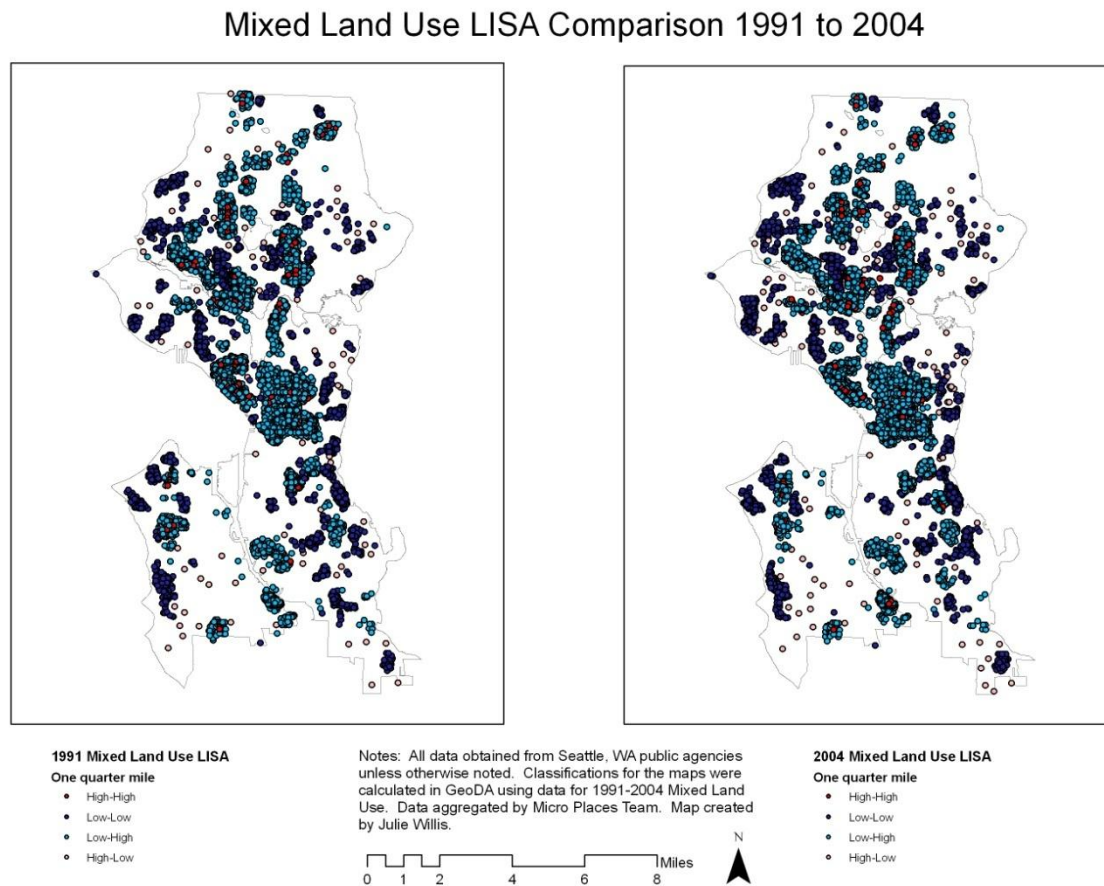 Mixed Land Use LISA Comparison 1991 to 2004
1991 Mixed Land Use LISA
One quarter mile
High-High
Low-Low
Low-High
High-Low
Notes: All data obtained from Seattle, WA public agencies
unless otherwise noted. Classifications for the maps were
calculated in GeoDA using data for 1991-2004 Mixed Land
Use. Data aggregated by Micro Places Team. Map created
by Julie Willis.
0 1 2 4 6 8 Miles
N
2004 Mixed Land Use LISA
One quarter mile
High-High
Low-Low
Low-High
High-Low